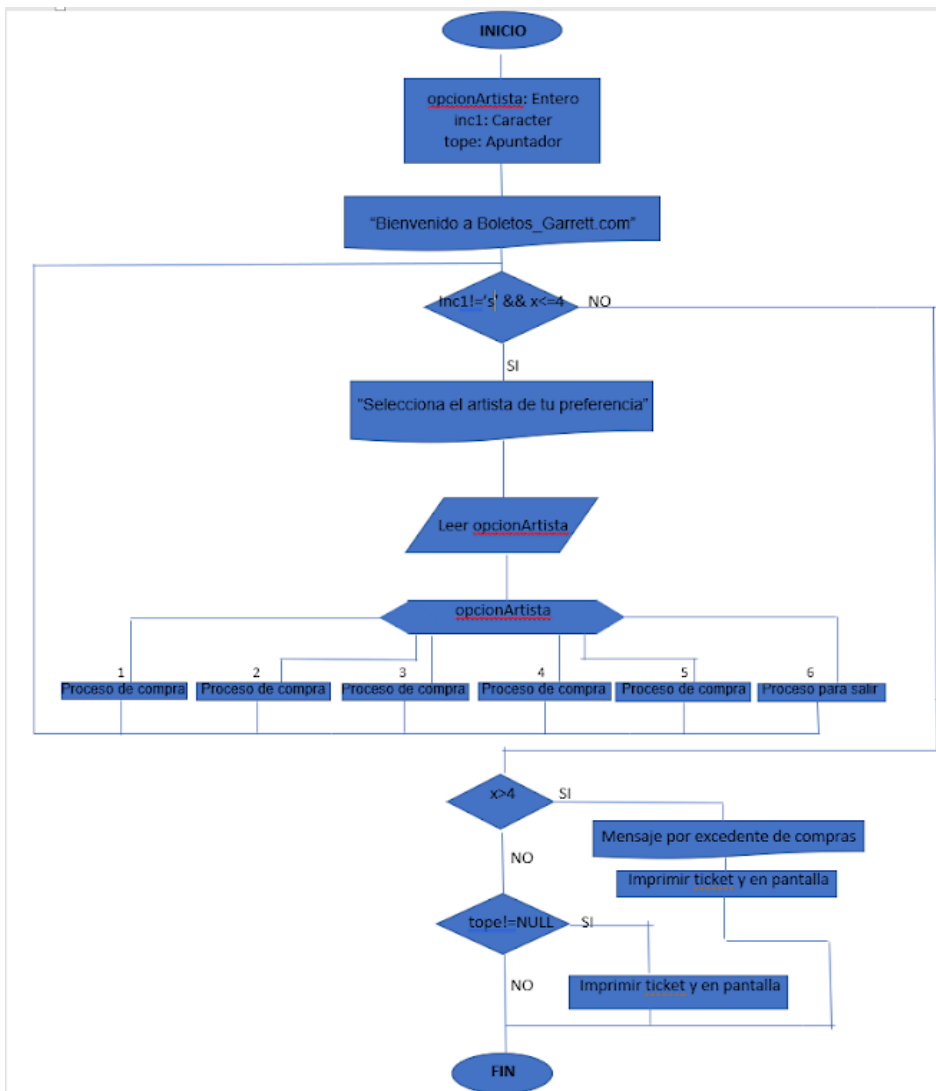 INICIO
opcionArtista: Entero
inc1: Caracter
tope: Apuntador
“Bienvenido a Boletos_Garrett.com”
Inc1!='s' && x<=4
NO
SI
“Selecciona el artista de tu preferencia”
Leer opcionArtista
opcionArtista
1
2
3
4
5
6
Proceso de compra
Proceso de compra
Proceso de compra
Proceso de compra
Proceso de compra
Proceso para salir
x>4
SI
Mensaje por excedente de compras
NO
Imprimir ticket y en pantalla
tope!=NULL
SI
NO
Imprimir ticket y en pantalla
FIN